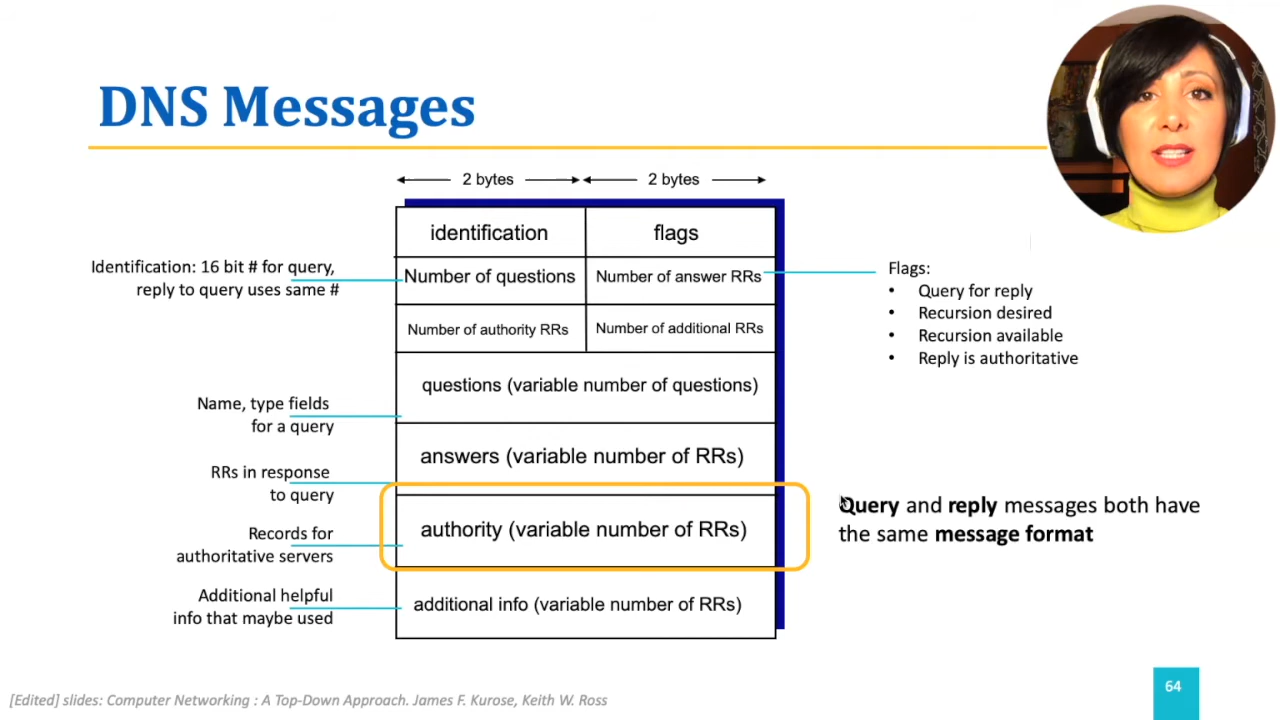 DNS Messages
2 bytes
2 bytes
identification
flags
Identification: 16 bit # for query,
reply to query uses same #
Number of questions
Number of answer RRs
Number of authority RRs
Number of additional RRs
Flags:
• Query for reply
• Recursion desired
• Recursion available
• Reply is authoritative
questions (variable number of questions)
Name, type fields
for a query
answers (variable number of RRs)
RRs in response
to query
authority (variable number of RRs)
Records for
authoritative servers
Query and reply messages both have
the same message format
Additional helpful
info that maybe used
additional info (variable number of RRs)
[Edited] slides: Computer Networking : A Top-Down Approach. James F. Kurose, Keith W. Ross
64